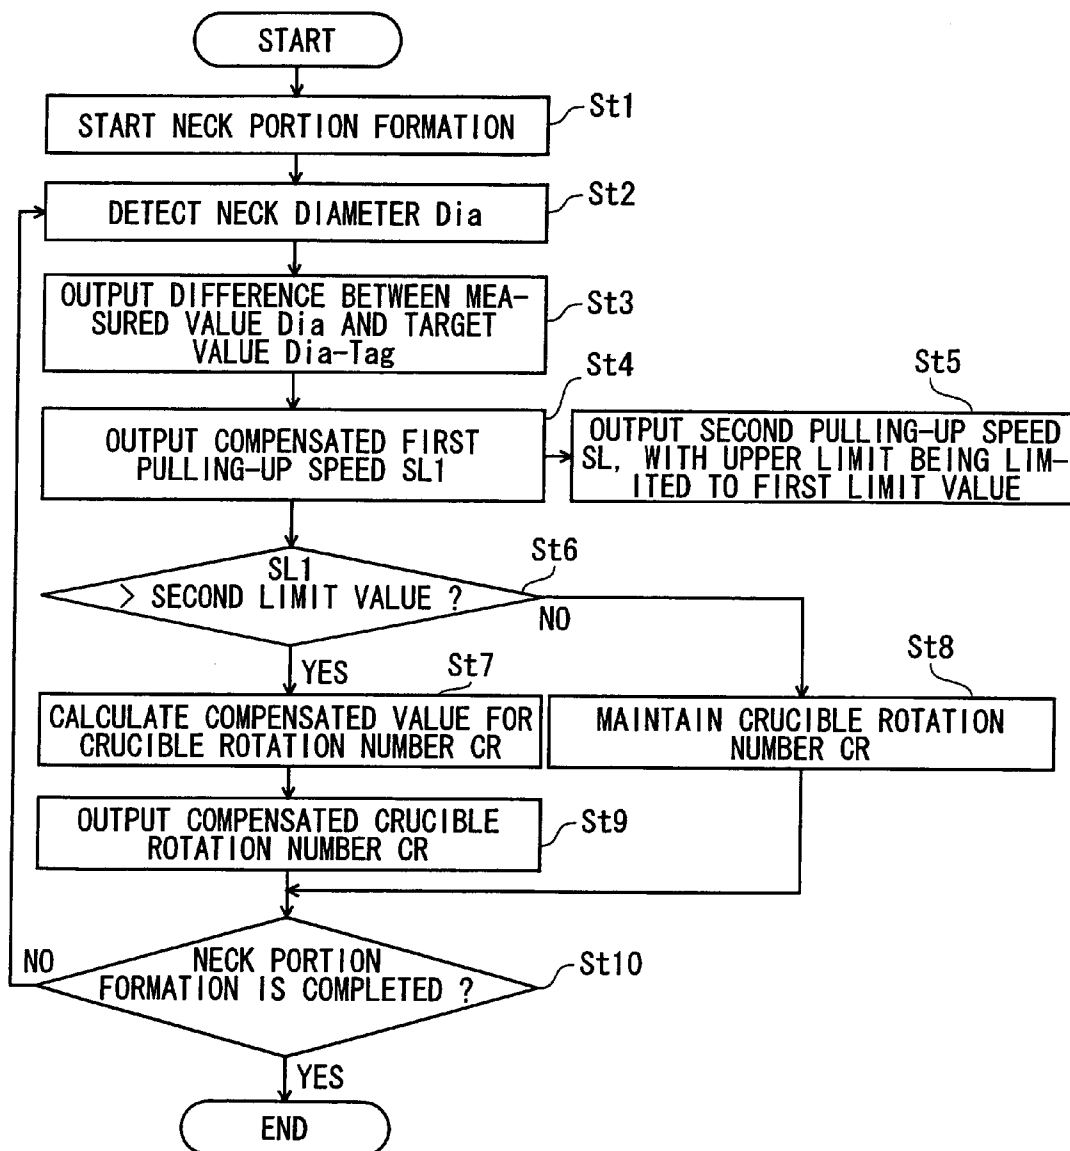 START
START NECK PORTION FORMATION
St1
DETECT NECK DIAMETER Dia
St2
OUTPUT DIFFERENCE BETWEEN MEA-
SURED VALUE Dia AND TARGET
VALUE Dia-Tag
St3
OUTPUT COMPENSATED FIRST
PULLING-UP SPEED SL1
St4
OUTPUT SECOND PULLING-UP SPEED
SL, WITH UPPER LIMIT BEING LIM-
ITED TO FIRST LIMIT VALUE
St5
SL1
> SECOND LIMIT VALUE ?
St6
NO
YES
CALCULATE COMPENSATED VALUE FOR
CRUCIBLE ROTATION NUMBER CR
St7
MAINTAIN CRUCIBLE ROTATION
NUMBER CR
St8
OUTPUT COMPENSATED CRUCIBLE
ROTATION NUMBER CR
St9
NO
NECK PORTION
FORMATION IS COMPLETED ?
St10
YES
END